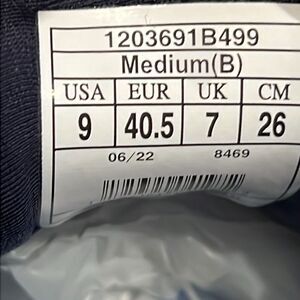 1203691B499
Medium(B)
USA EUR UK CM
9 40.5 7 26
06/22 8469